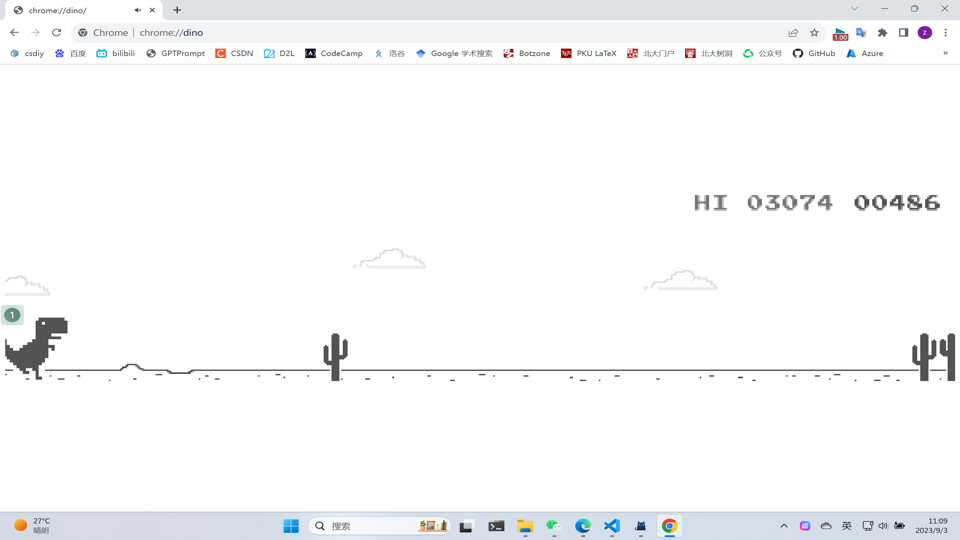 chrome://dino/
Chrome | chrome://dino
1.00
z
csdiy 百度 bilibili GPTPrompt CSDN D2L CodeCamp 洛谷 Google 学术搜索 Botzone PKU LaTeX 北大门户 北大树洞 公众号 GitHub Azure »
HI 03074 00486
1
27°C
晴朗
搜索
英
11:09
2023/9/3